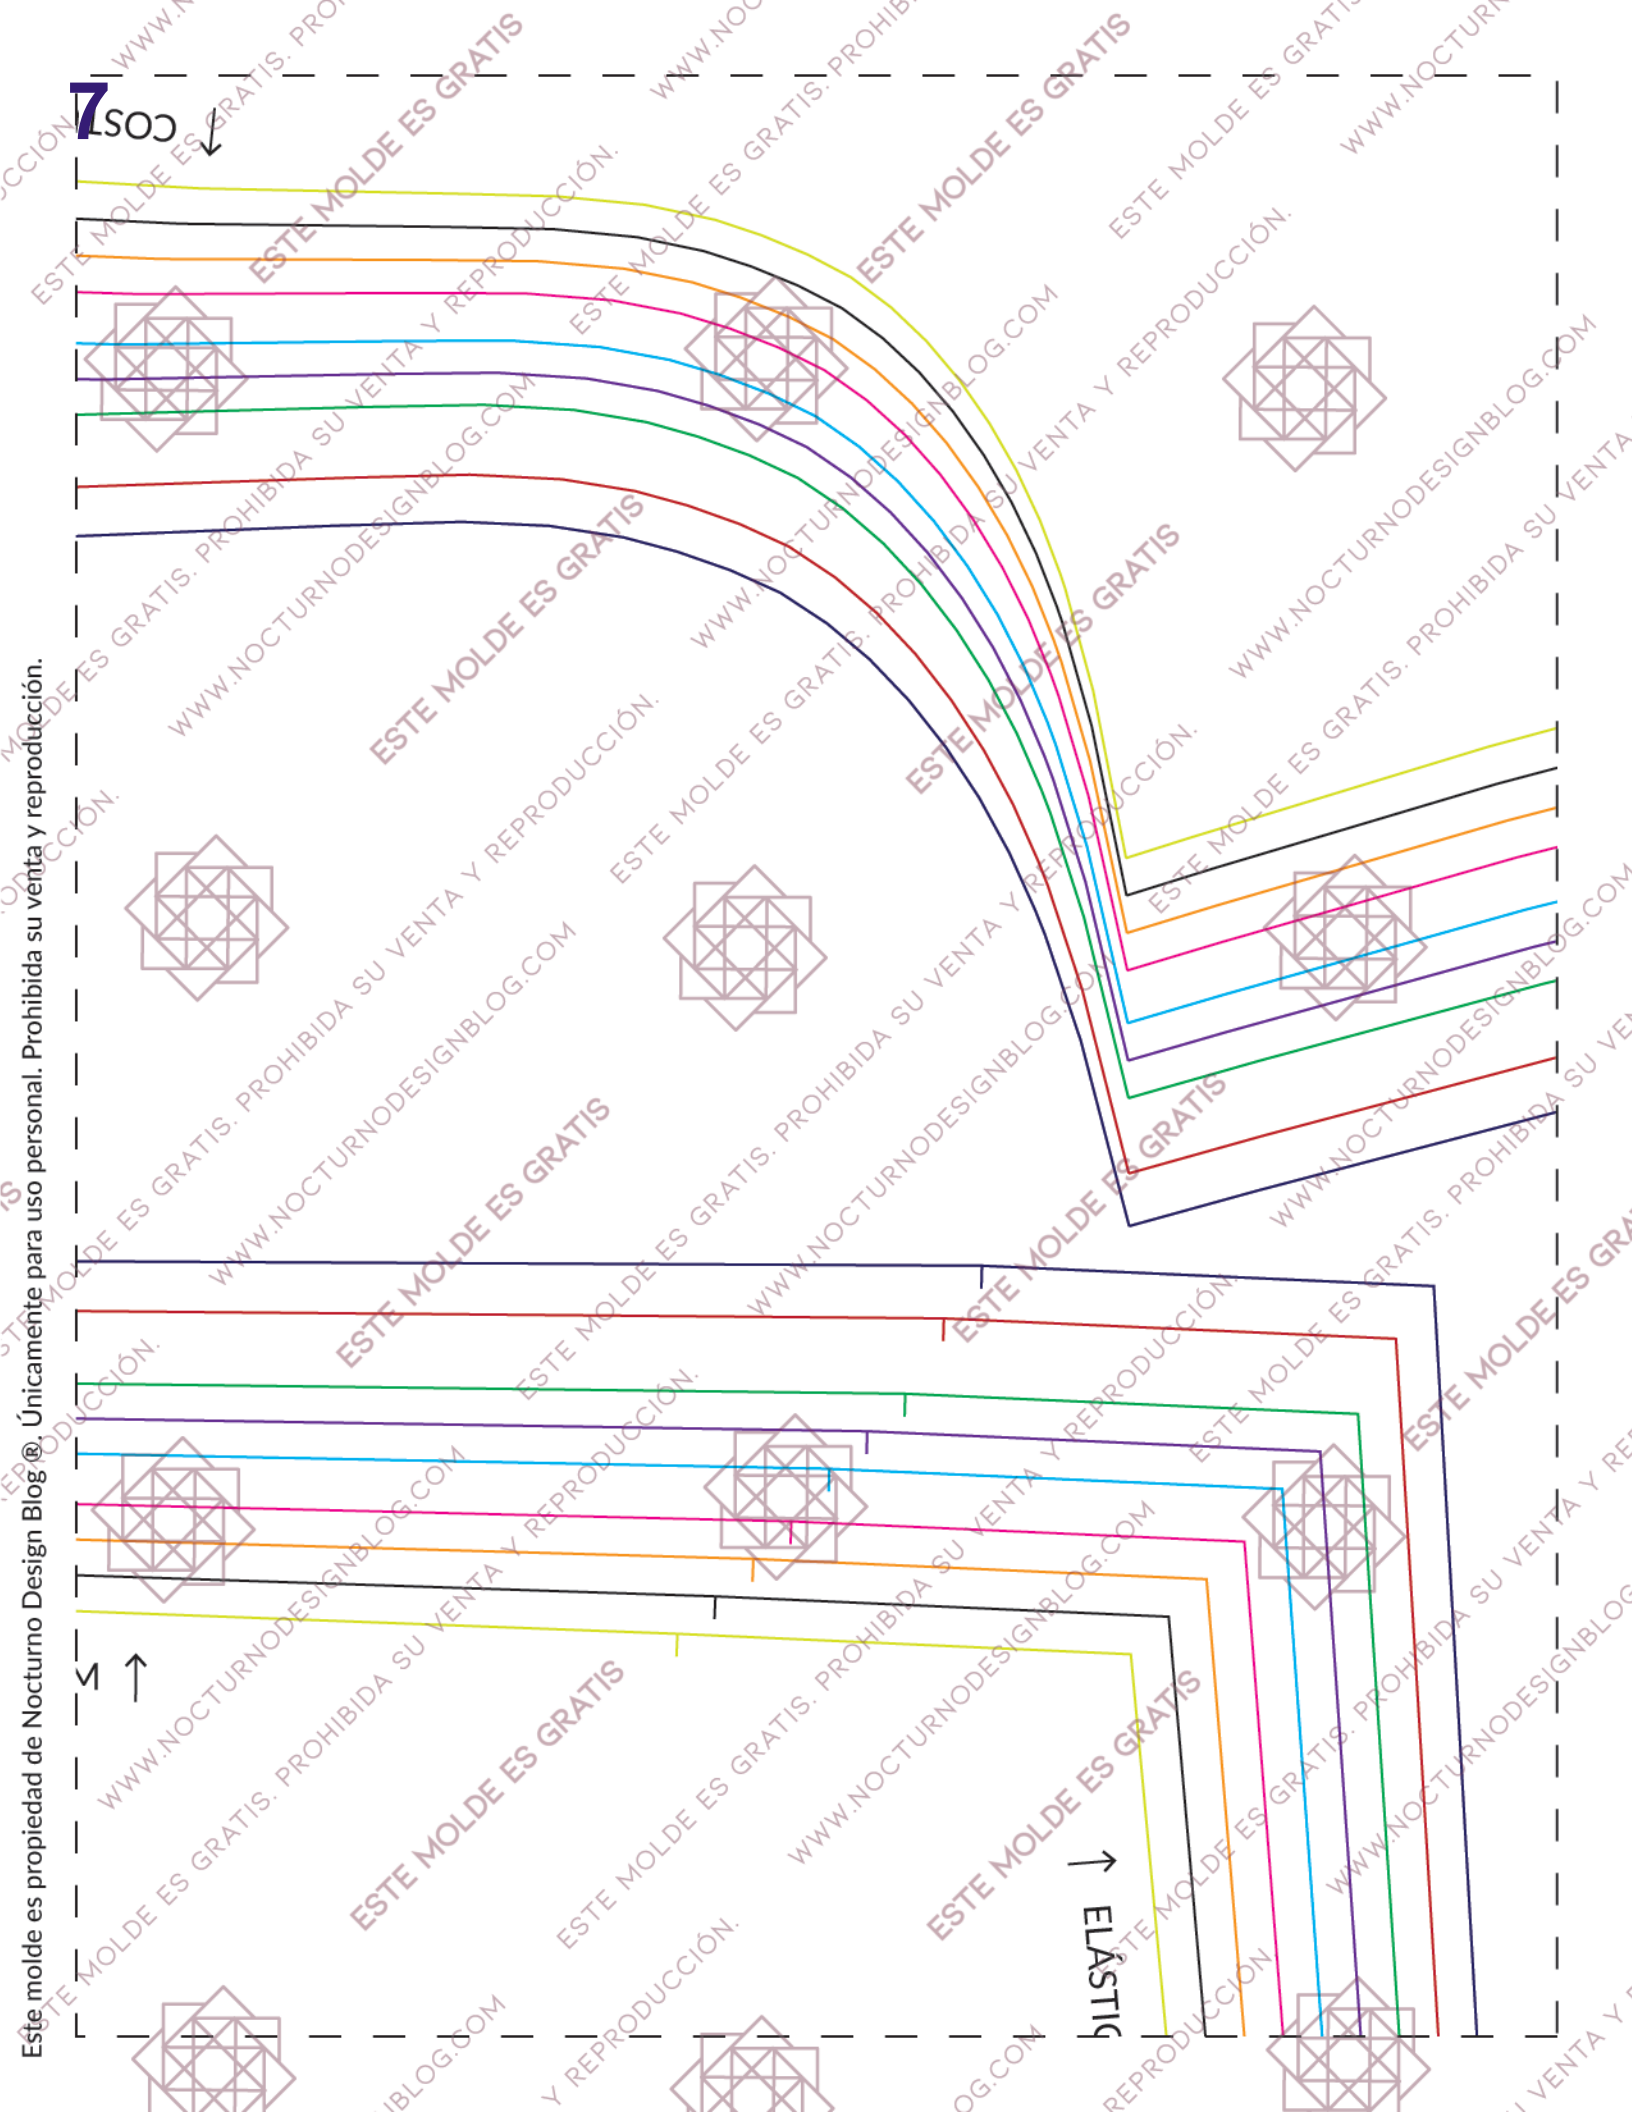 7
COST
Este molde es propiedad de Nocturno Design Blog ®. Únicamente para uso personal. Prohibida su venta y reproducción.
M
ELÁSTIC
ESTE MOLDE ES GRATIS
ESTE MOLDE ES GRATIS. PROHIBIDA SU VENTA Y REPRODUCCIÓN.
WWW.NOCTURNODESIGNBLOG.COM